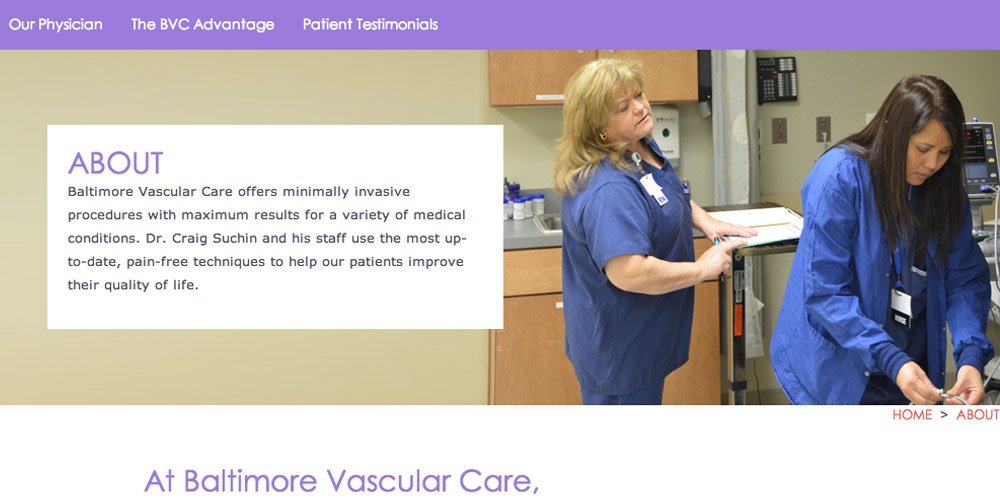 Our Physician The BVC Advantage Patient Testimonials
ABOUT
Baltimore Vascular Care offers minimally invasive
procedures with maximum results for a variety of medical
conditions. Dr. Craig Suchin and his staff use the most up-
to-date, pain-free techniques to help our patients improve
their quality of life.
HOME > ABOUT
At Baltimore Vascular Care,